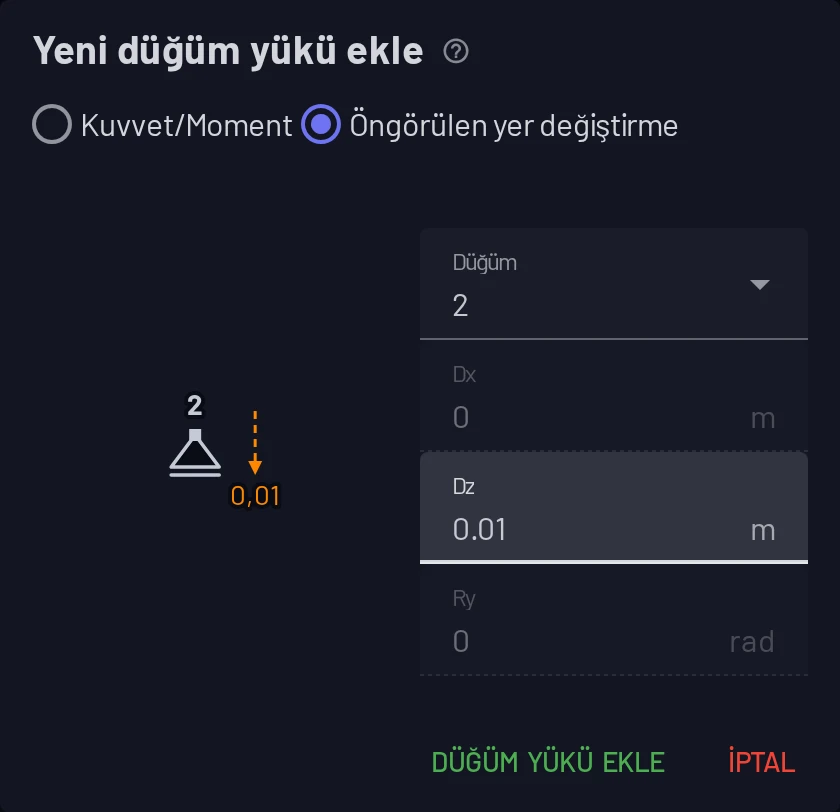 Yeni düğüm yükü ekle ?
Kuvvet/Moment Öngörülen yer değiştirme
Düğüm
2
Dx
0 m
2
0,01
Dz
0.01 m
Ry
0 rad
DÜĞÜM YÜKÜ EKLE İPTAL